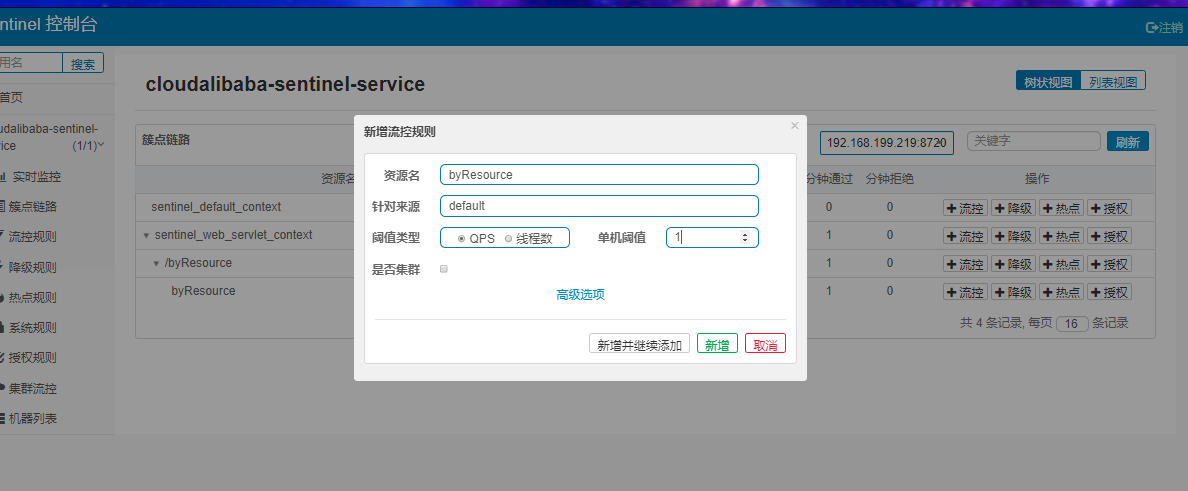 ntinel 控制台
注销
用名 搜索
首页
udalibaba-sentinel-
ice (1/1)
实时监控
簇点链路
流控规则
降级规则
热点规则
系统规则
授权规则
集群流控
机器列表
cloudalibaba-sentinel-service
树状视图 列表视图
簇点链路 192.168.199.219:8720 关键字 刷新
资源名 分钟通过 分钟拒绝 操作
sentinel_default_context 0 0 流控 降级 热点 授权
sentinel_web_servlet_context 1 0 流控 降级 热点 授权
/byResource 1 0 流控 降级 热点 授权
byResource 1 0 流控 降级 热点 授权
共 4 条记录, 每页 16 条记录
新增流控规则 ×
资源名 byResource
针对来源 default
阈值类型 QPS 线程数 单机阈值 1
是否集群
高级选项
新增并继续添加 新增 取消